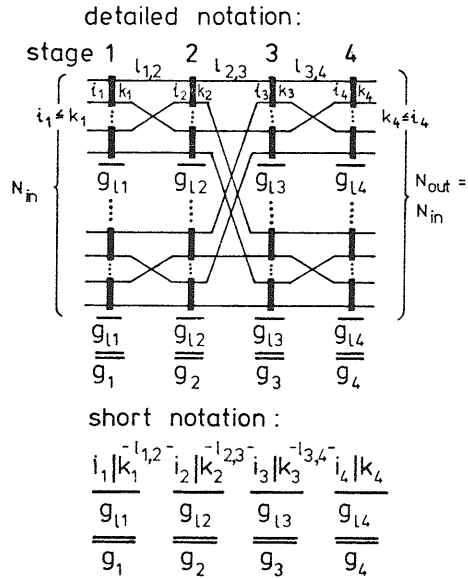 detailed notation:
stage 1 2 3 4
l1,2 l2,3 l3,4
i1 k1 i2 k2 i3 k3 i4 k4
i1 ≤ k1 k4 ≤ i4
gl1 gl2 gl3 gl4
Nin Nout =
Nin
gl1 gl2 gl3 gl4
g1 g2 g3 g4
short notation:
i1|k1 -l1,2- i2|k2 -l2,3- i3|k3 -l3,4- i4|k4
gl1 gl2 gl3 gl4
g1 g2 g3 g4